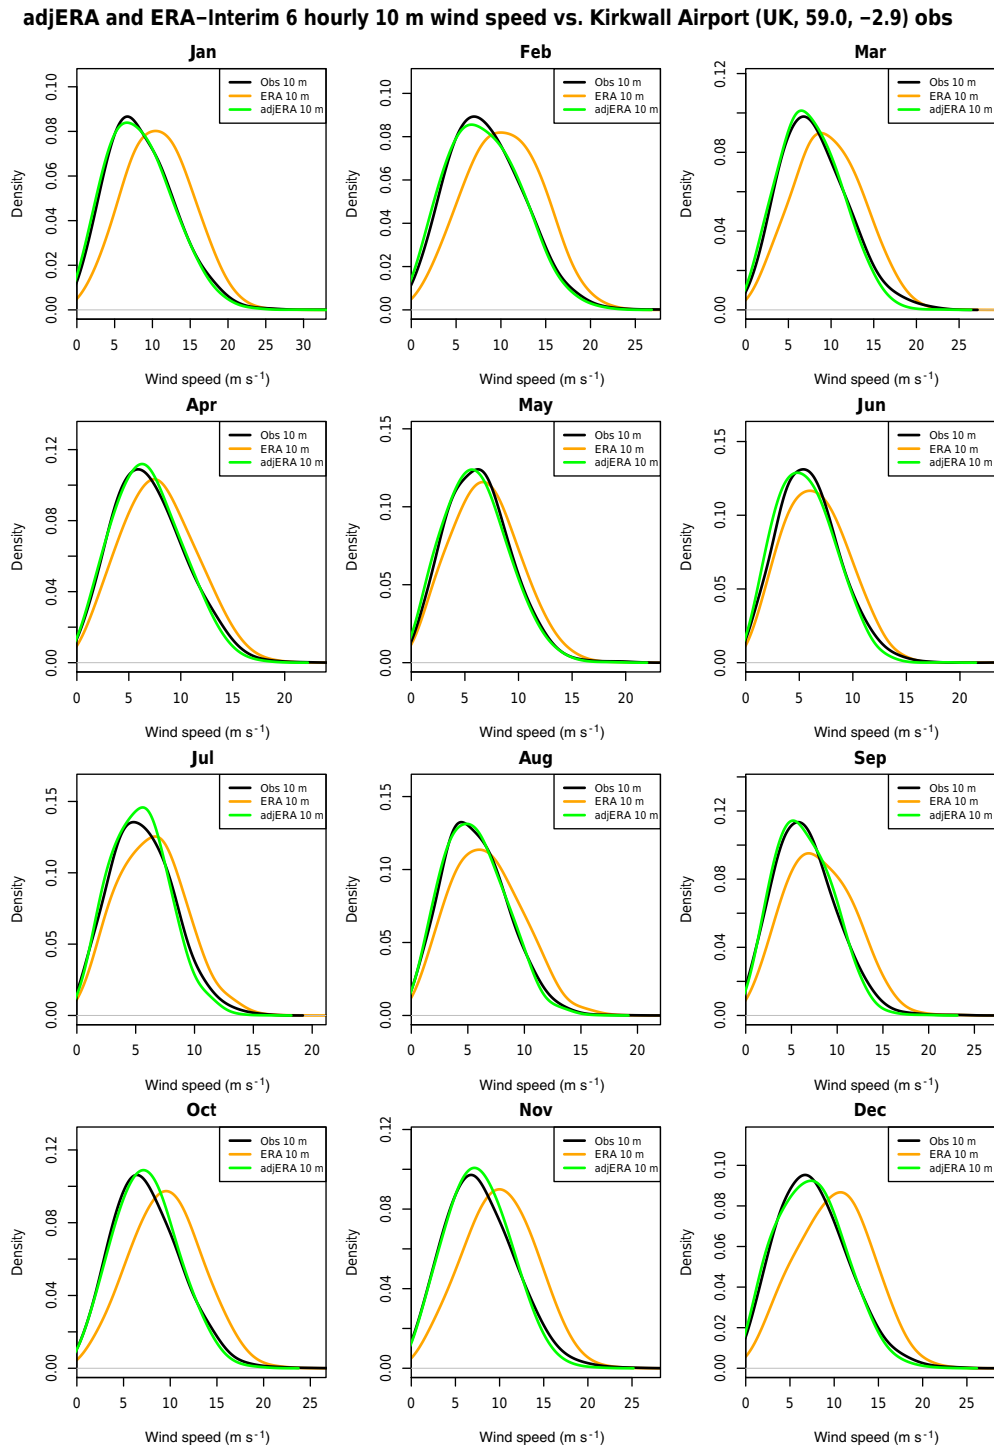 adjERA and ERA−Interim 6 hourly 10 m wind speed vs. Kirkwall Airport (UK, 59.0, −2.9) obs
Jan
Density
0.00 0.02 0.04 0.06 0.08 0.10
Obs 10 m
ERA 10 m
adjERA 10 m
0 5 10 15 20 25 30
Wind speed (m s-1)
Feb
Density
0.00 0.02 0.04 0.06 0.08 0.10
Obs 10 m
ERA 10 m
adjERA 10 m
0 5 10 15 20 25
Wind speed (m s-1)
Mar
Density
0.00 0.04 0.08 0.12
Obs 10 m
ERA 10 m
adjERA 10 m
0 5 10 15 20 25
Wind speed (m s-1)
Apr
Density
0.00 0.04 0.08 0.12
Obs 10 m
ERA 10 m
adjERA 10 m
0 5 10 15 20
Wind speed (m s-1)
May
Density
0.00 0.05 0.10 0.15
Obs 10 m
ERA 10 m
adjERA 10 m
0 5 10 15 20
Wind speed (m s-1)
Jun
Density
0.00 0.05 0.10 0.15
Obs 10 m
ERA 10 m
adjERA 10 m
0 5 10 15 20
Wind speed (m s-1)
Jul
Density
0.00 0.05 0.10 0.15
Obs 10 m
ERA 10 m
adjERA 10 m
0 5 10 15 20
Wind speed (m s-1)
Aug
Density
0.00 0.05 0.10 0.15
Obs 10 m
ERA 10 m
adjERA 10 m
0 5 10 15 20
Wind speed (m s-1)
Sep
Density
0.00 0.04 0.08 0.12
Obs 10 m
ERA 10 m
adjERA 10 m
0 5 10 15 20 25
Wind speed (m s-1)
Oct
Density
0.00 0.04 0.08 0.12
Obs 10 m
ERA 10 m
adjERA 10 m
0 5 10 15 20 25
Wind speed (m s-1)
Nov
Density
0.00 0.04 0.08 0.12
Obs 10 m
ERA 10 m
adjERA 10 m
0 5 10 15 20 25
Wind speed (m s-1)
Dec
Density
0.00 0.02 0.04 0.06 0.08 0.10
Obs 10 m
ERA 10 m
adjERA 10 m
0 5 10 15 20 25
Wind speed (m s-1)